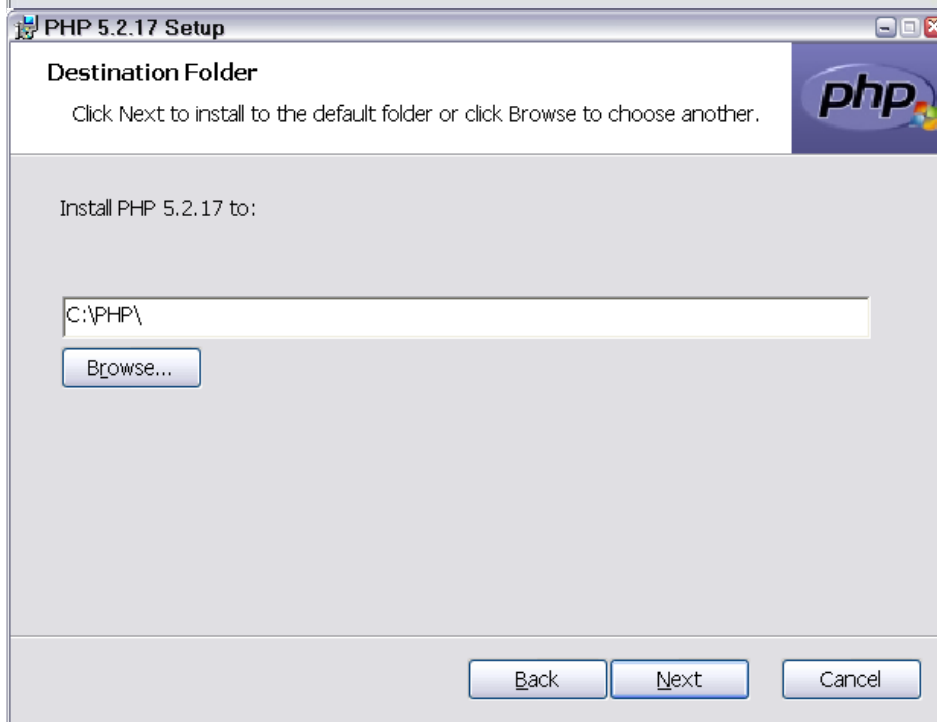 PHP 5.2.17 Setup
Destination Folder
Click Next to install to the default folder or click Browse to choose another.
php
Install PHP 5.2.17 to:
C:\PHP\
Browse...
Back
Next
Cancel